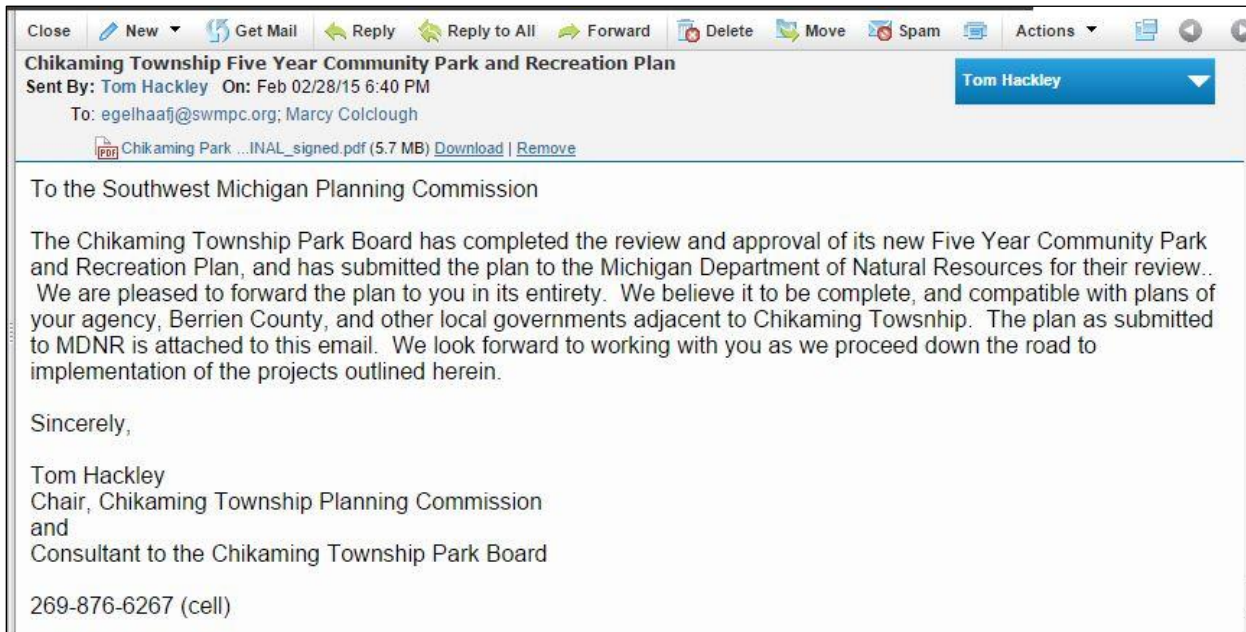 Close New Get Mail Reply Reply to All Forward Delete Move Spam Actions
Chikaming Township Five Year Community Park and Recreation Plan
Sent By: Tom Hackley On: Feb 02/28/15 6:40 PM
Tom Hackley
To: egelhaafj@swmpc.org; Marcy Colclough
PDF Chikaming Park ...INAL_signed.pdf (5.7 MB) Download | Remove
To the Southwest Michigan Planning Commission
The Chikaming Township Park Board has completed the review and approval of its new Five Year Community Park
and Recreation Plan, and has submitted the plan to the Michigan Department of Natural Resources for their review..
We are pleased to forward the plan to you in its entirety. We believe it to be complete, and compatible with plans of
your agency, Berrien County, and other local governments adjacent to Chikaming Towsnhip. The plan as submitted
to MDNR is attached to this email. We look forward to working with you as we proceed down the road to
implementation of the projects outlined herein.
Sincerely,
Tom Hackley
Chair, Chikaming Township Planning Commission
and
Consultant to the Chikaming Township Park Board
269-876-6267 (cell)